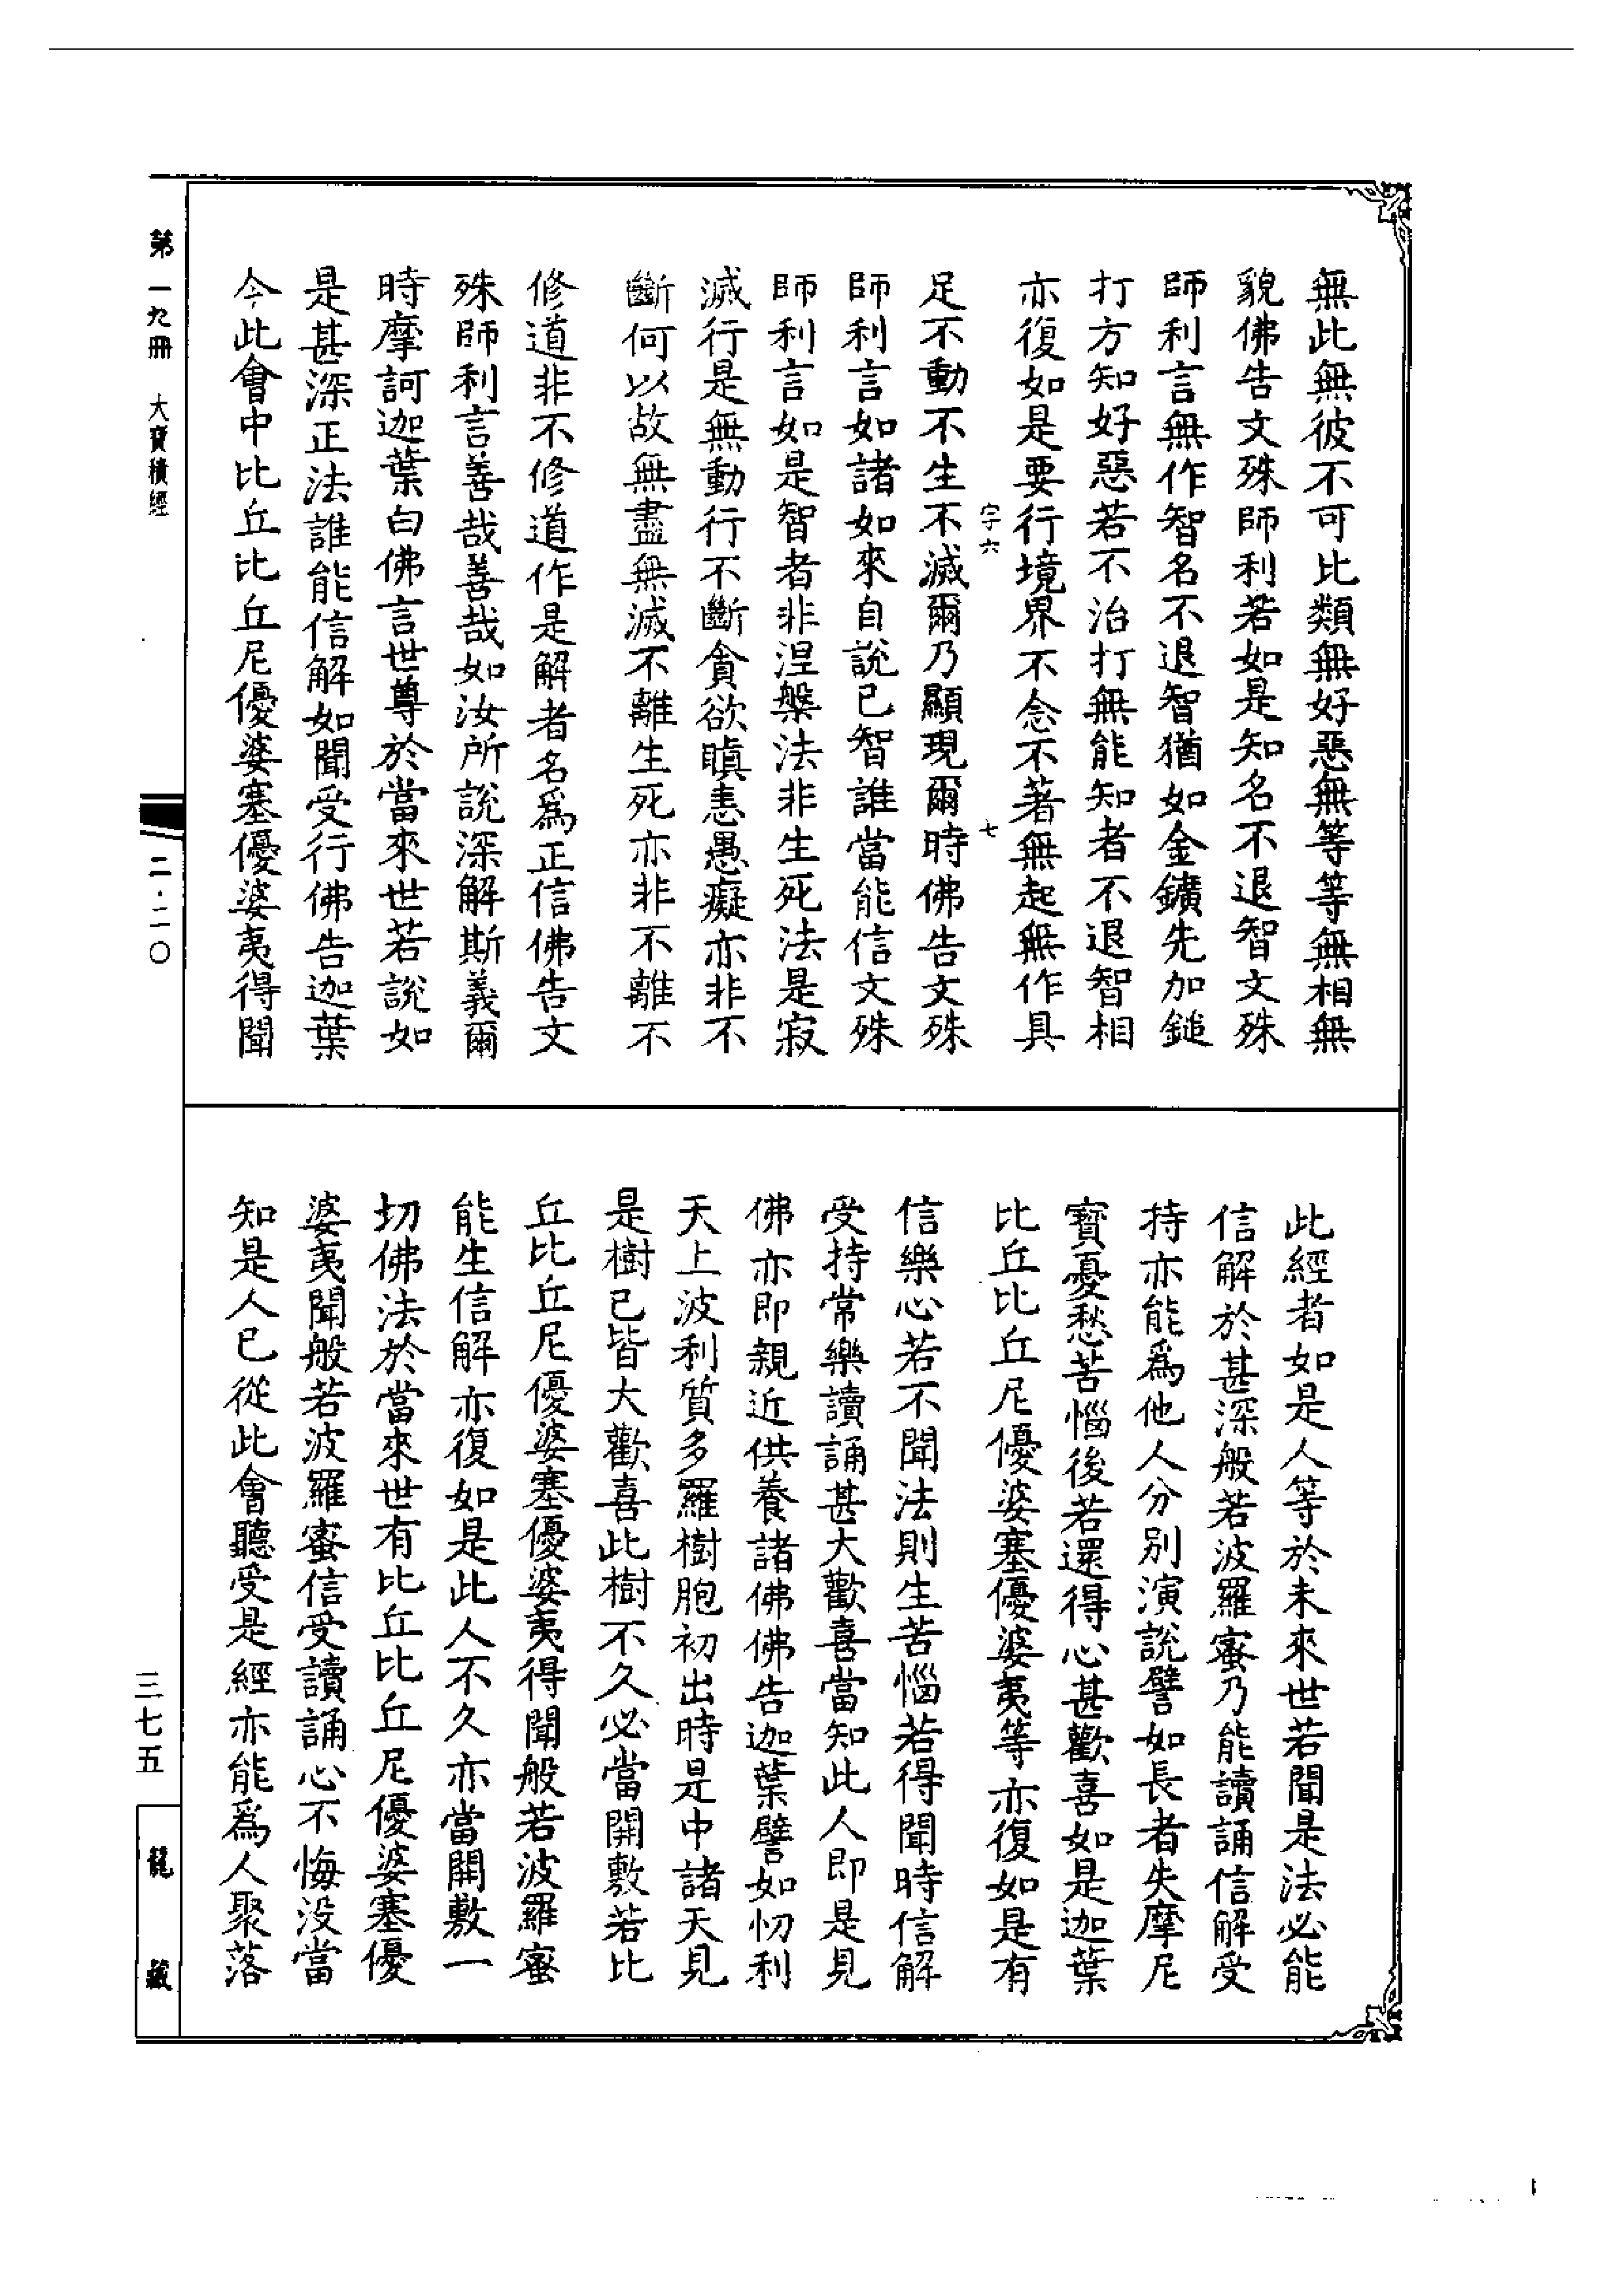 無此無彼不可比類無好惡無等等無相無
貌佛告文殊師利若如是知名不退智文殊
師利言無作智名不退智猶如金鑛先加鎚
打方知好惡若不治打無能知者不退智相
亦復如是要行境界不念不著無起無作具
字六 七
足不動不生不滅爾乃顯現爾時佛告文殊
師利言如諸如來自說已智誰當能信文殊
師利言如是智者非涅槃法非生死法是寂
滅行是無動行不斷貪欲瞋恚愚癡亦非不
斷何以故無盡無滅不離生死亦非不離不
修道非不修道作是解者名為正信佛告文
殊師利言善哉善哉如汝所說深解斯義爾
時摩訶迦葉白佛言世尊於當來世若說如
是甚深正法誰能信解如聞受行佛告迦葉
今此會中比丘比丘尼優婆塞優婆夷得聞
此經者如是人等於未來世若聞是法必能
信解於甚深般若波羅蜜乃能讀誦信解受
持亦能為他人分別演說譬如長者失摩尼
寶憂愁苦惱後若還得心甚歡喜如是迦葉
比丘比丘尼優婆塞優婆夷等亦復如是有
信樂心若不聞法則生苦惱若得聞時信解
受持常樂讀誦甚大歡喜當知此人即是見
佛亦即親近供養諸佛佛告迦葉譬如忉利
天上波利質多羅樹胞初出時是中諸天見
是樹已皆大歡喜此樹不久必當開敷若比
丘比丘尼優婆塞優婆夷得聞般若波羅蜜
能生信解亦復如是此人不久亦當開敷一
切佛法於當來世有比丘比丘尼優婆塞優
婆夷聞般若波羅蜜信受讀誦心不悔沒當
知是人已從此會聽受是經亦能為人聚落
第一九冊 大寶積經
二·二〇
三七五
龍藏